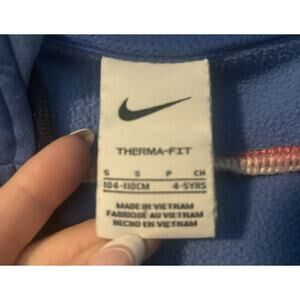 THERMA-FIT
S S P CH
104-110CM 4-5YRS
MADE IN VIETNAM
FABRIQUÉ AU VIETNAM
HECHO EN VIETNAM